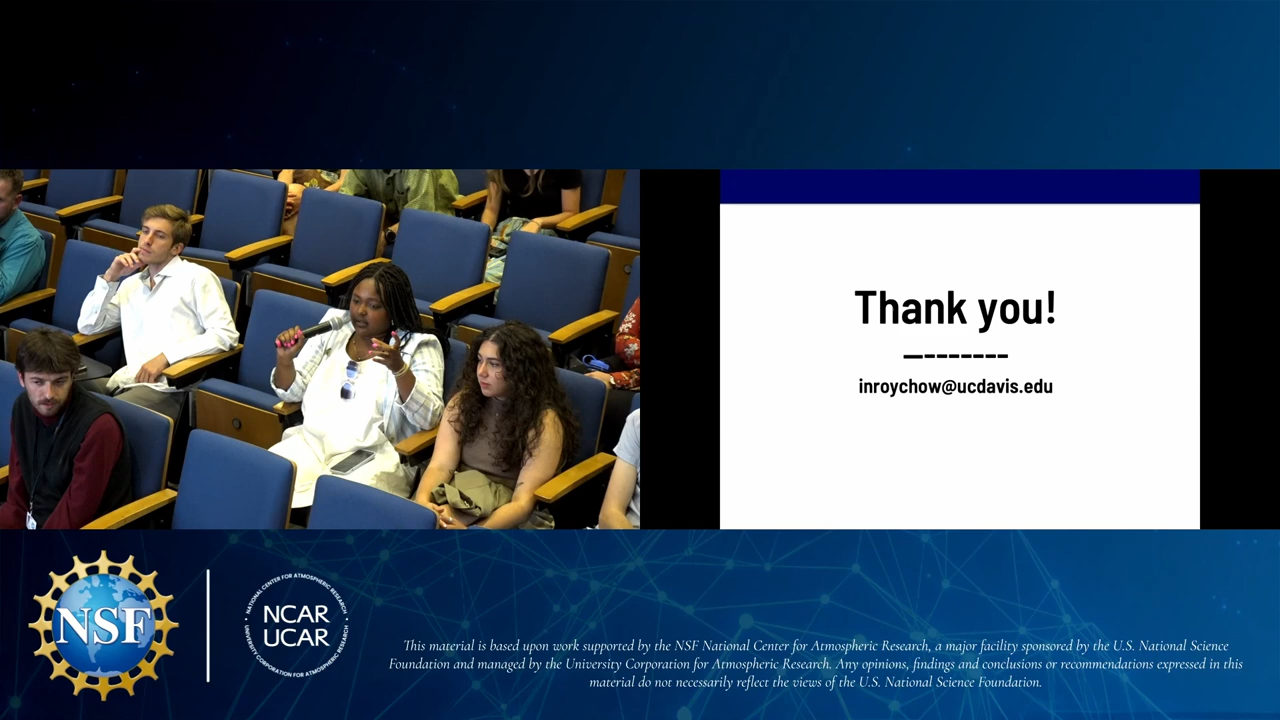 Thank you!
inroychow@ucdavis.edu
NSF
NATIONAL CENTER FOR ATMOSPHERIC RESEARCH
NCAR
UCAR
UNIVERSITY CORPORATION FOR ATMOSPHERIC RESEARCH
This material is based upon work supported by the NSF National Center for Atmospheric Research, a major facility sponsored by the U.S. National Science
Foundation and managed by the University Corporation for Atmospheric Research. Any opinions, findings and conclusions or recommendations expressed in this
material do not necessarily reflect the views of the U.S. National Science Foundation.